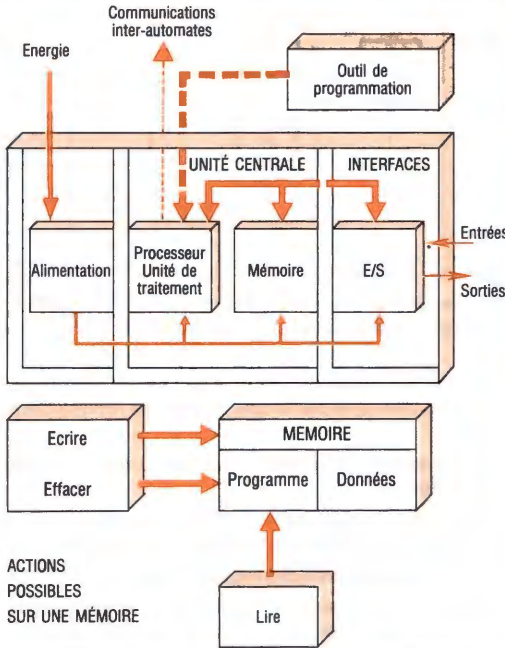 Communications
inter-automates
Energie
Outil de
programmation
UNITÉ CENTRALE
INTERFACES
Alimentation
Processeur
Unité de
traitement
Mémoire
E/S
Entrées
Sorties
Ecrire
Effacer
MEMOIRE
Programme
Données
ACTIONS
POSSIBLES
SUR UNE MÉMOIRE
Lire